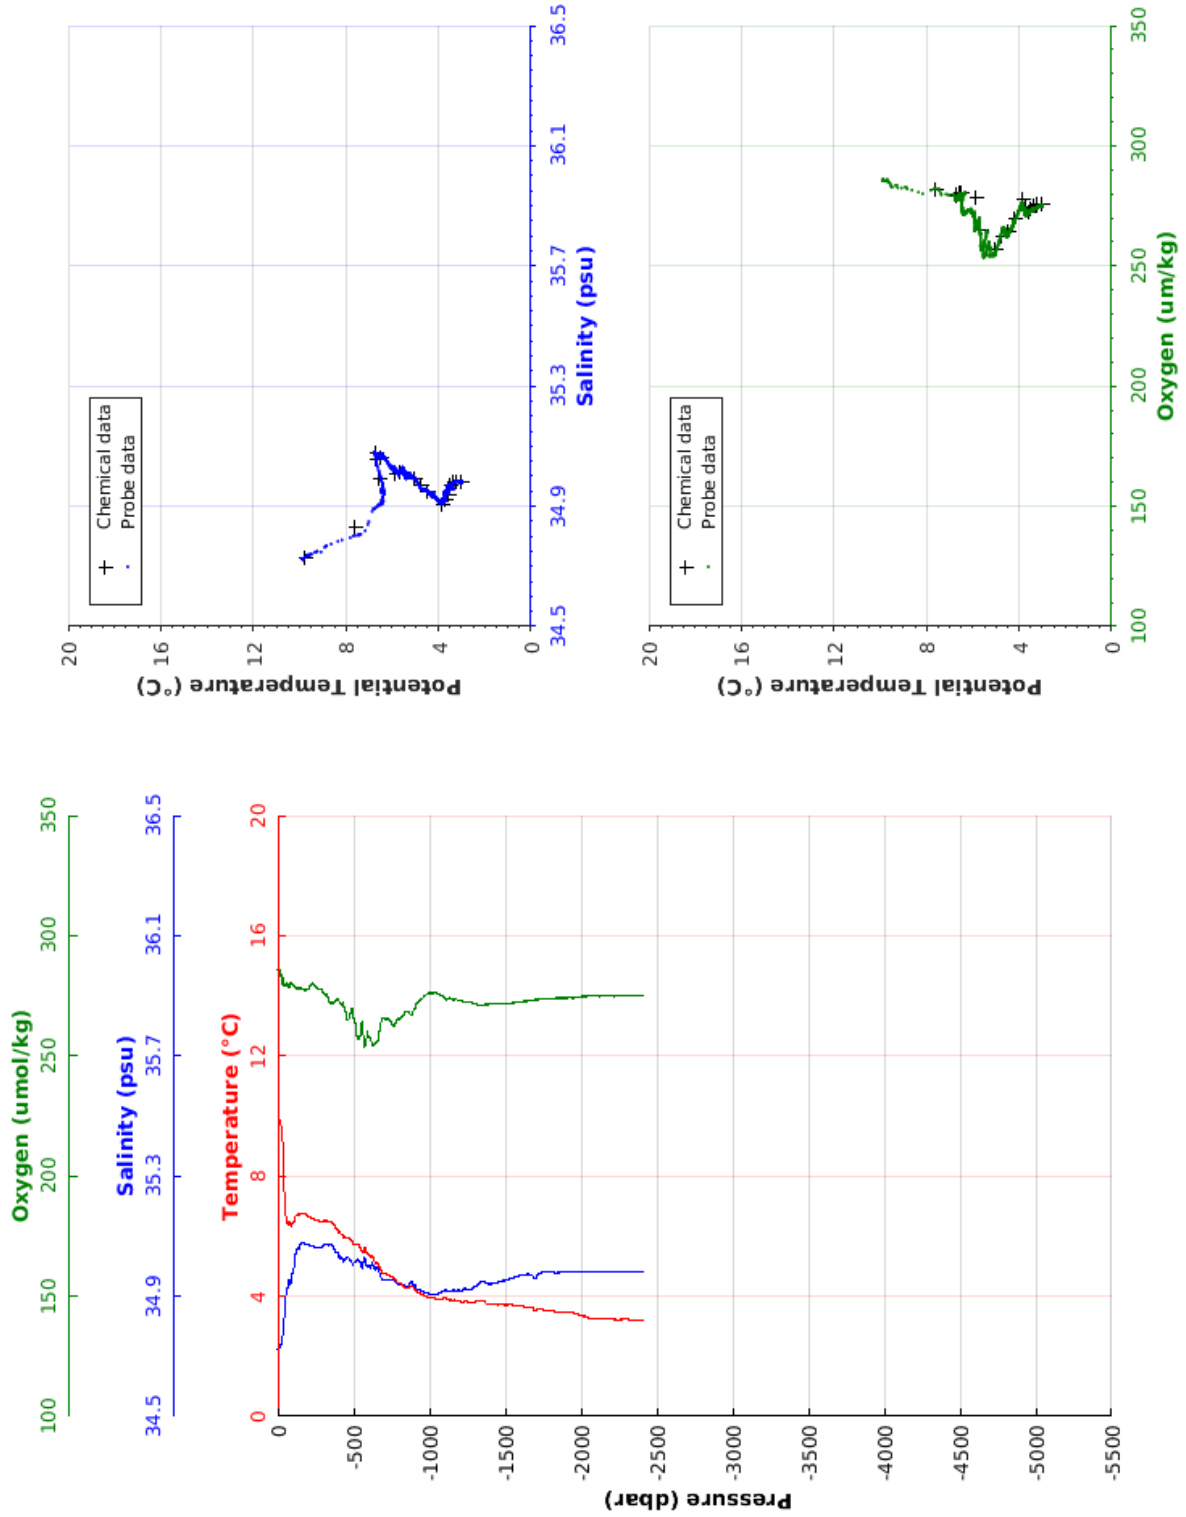 Oxygen (umol/kg)
100 150 200 250 300 350
Salinity (psu)
34.5 34.9 35.3 35.7 36.1 36.5
Temperature (°C)
0 4 8 12 16 20
Pressure (dbar)
0
-500
-1000
-1500
-2000
-2500
-3000
-3500
-4000
-4500
-5000
-5500
Potential Temperature (°C)
20
16
12
8
4
0
Chemical data
Probe data
34.5 34.9 35.3 35.7 36.1 36.5
Salinity (psu)
Potential Temperature (°C)
20
16
12
8
4
0
Chemical data
Probe data
100 150 200 250 300 350
Oxygen (um/kg)